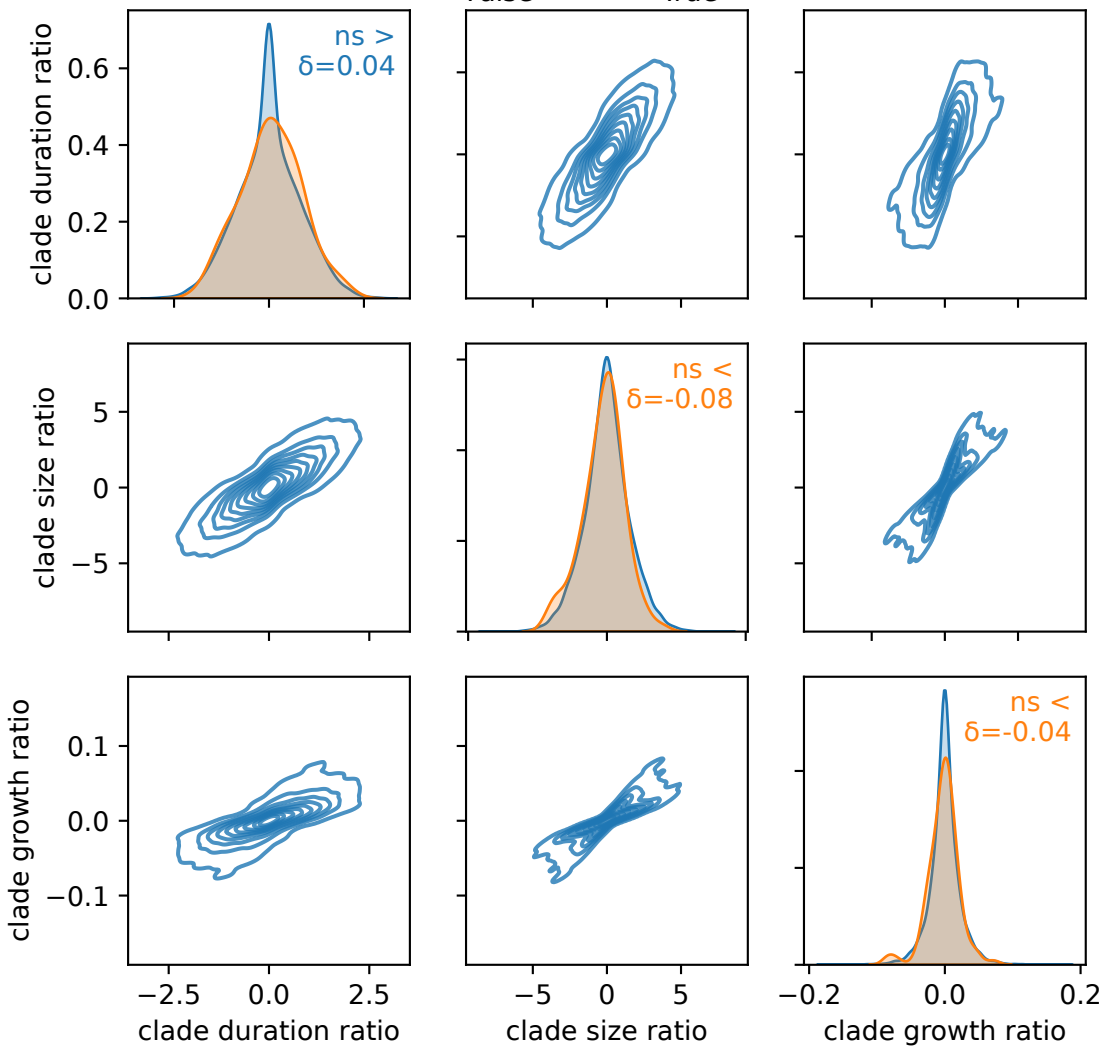 ns >
δ=0.04
clade duration ratio
0.6
0.4
0.2
0.0
ns <
δ=-0.08
clade size ratio
5
0
−5
ns <
δ=-0.04
clade growth ratio
0.1
0.0
−0.1
−2.5 0.0 2.5 −5 0 5 −0.2 0.0 0.2
clade duration ratio clade size ratio clade growth ratio